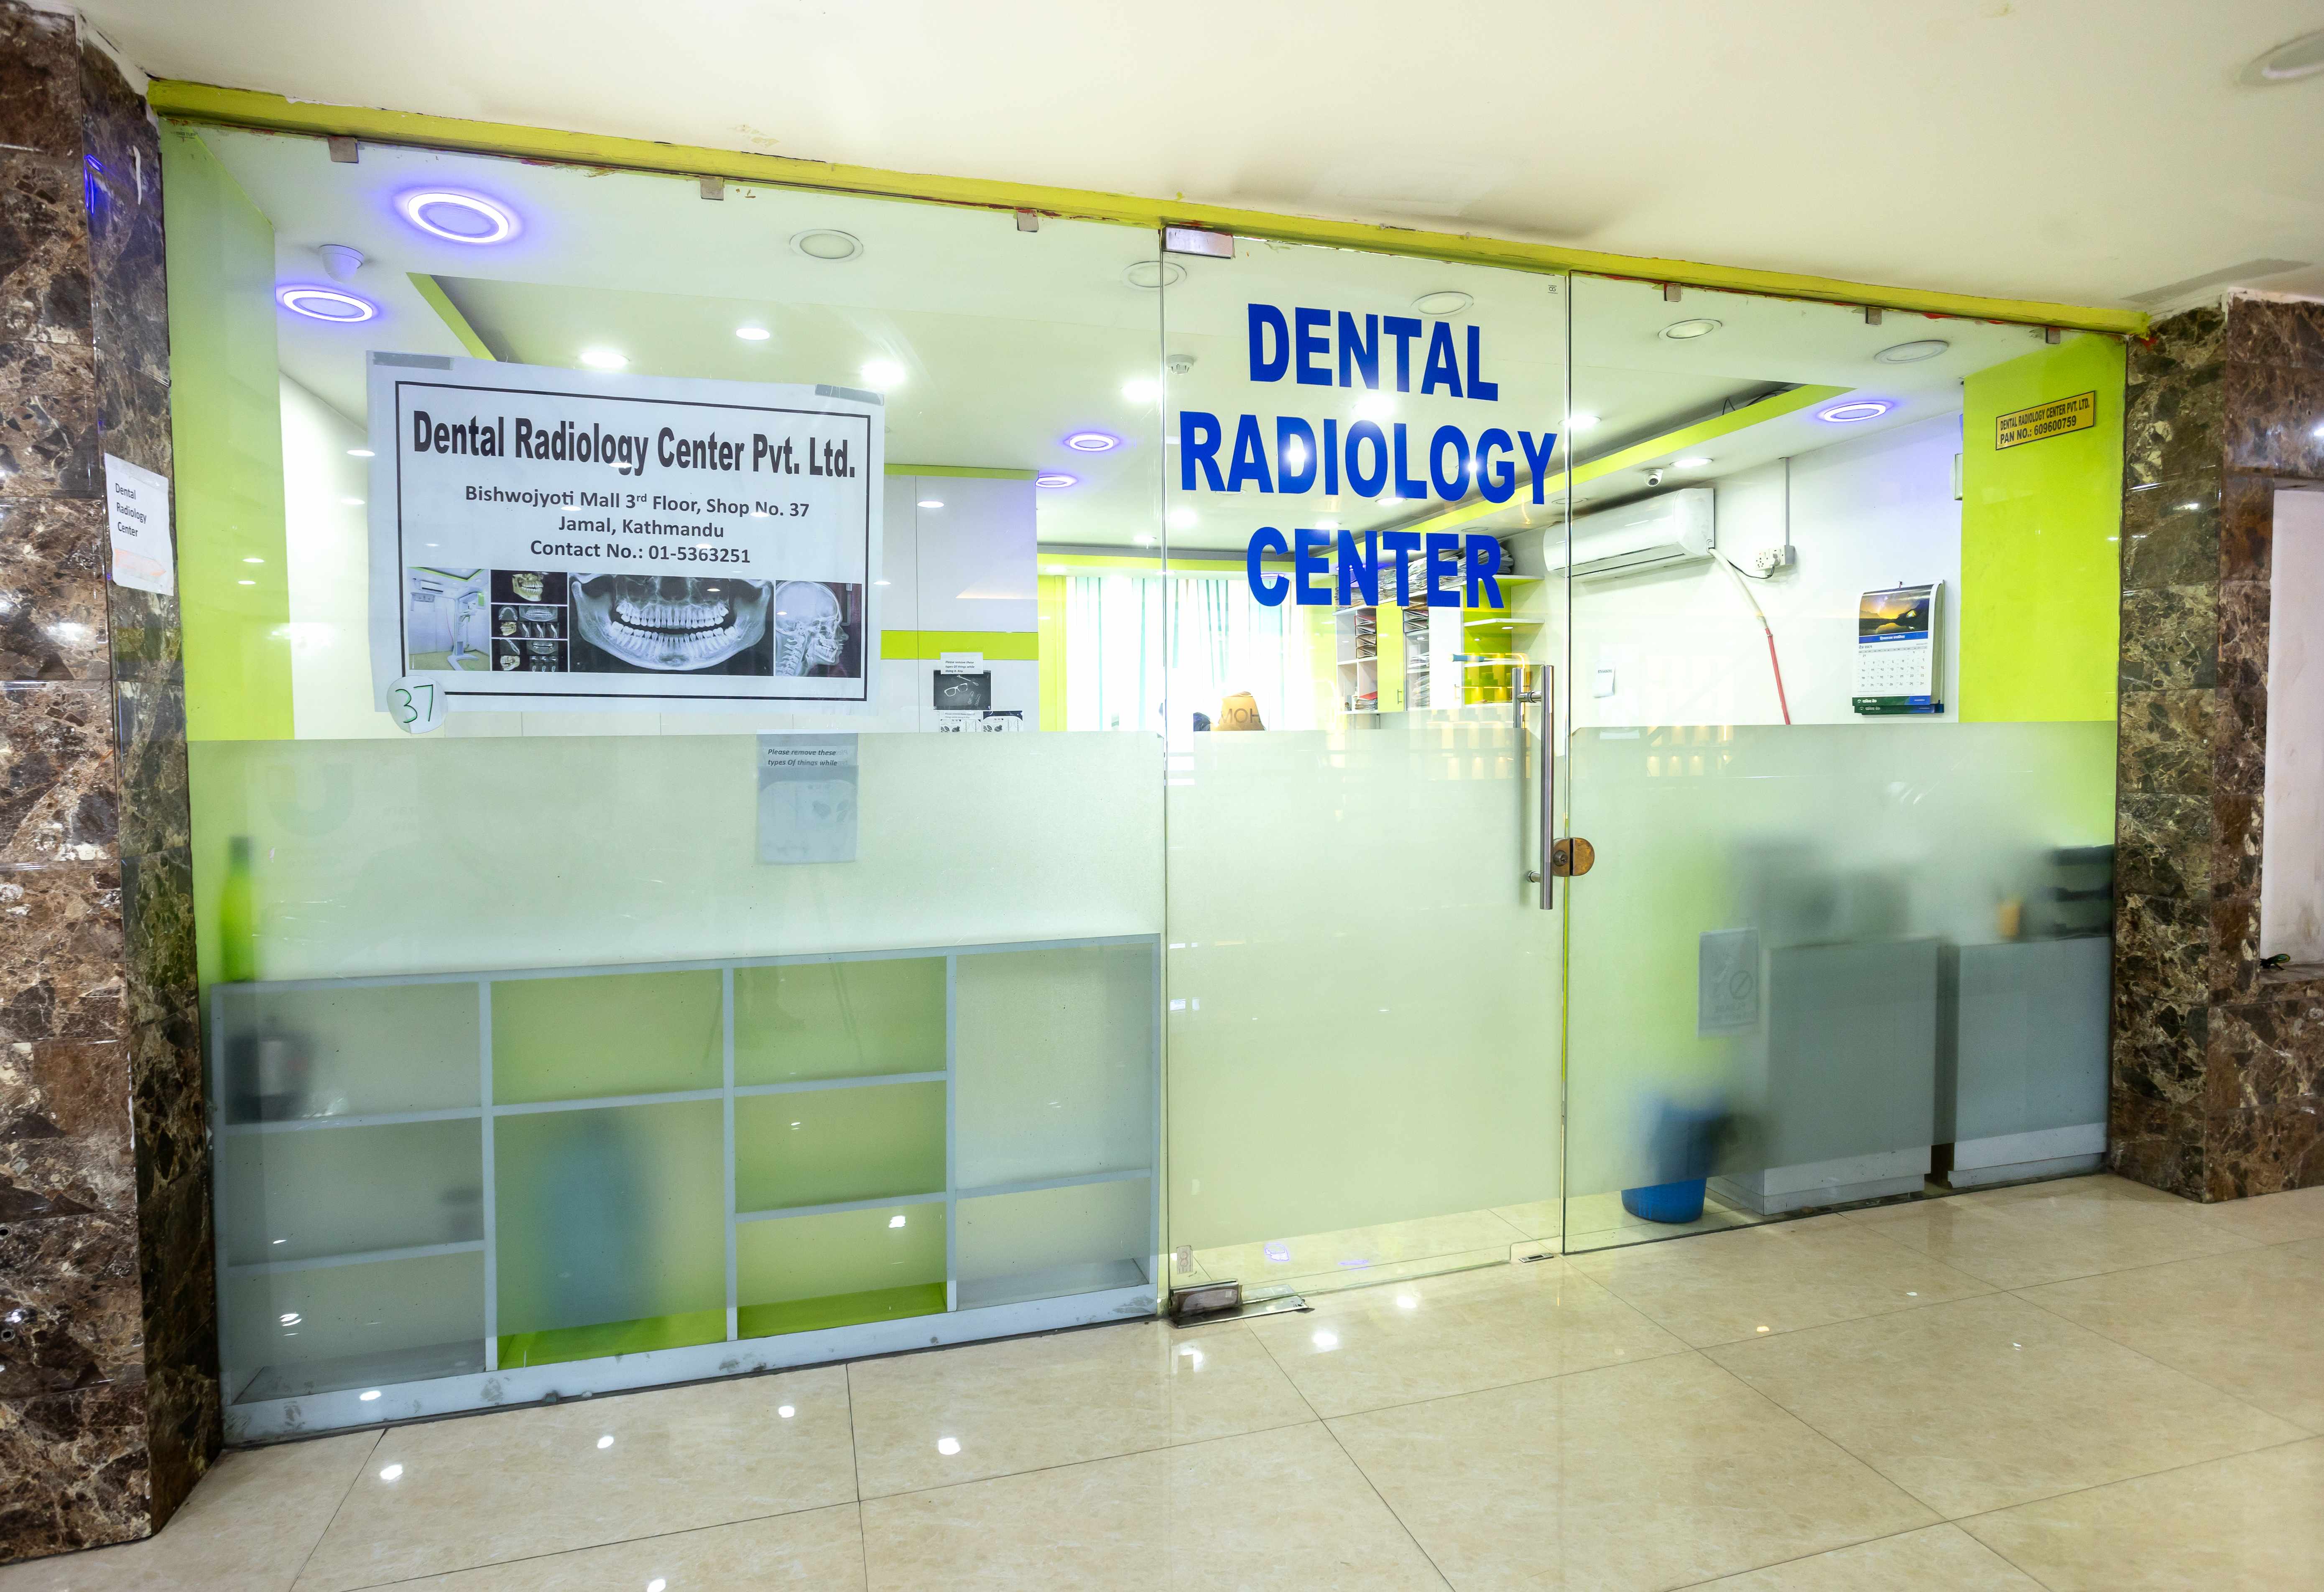 Dental
Radiology
Center
Dental Radiology Center Pvt. Ltd.
Bishwojyoti Mall 3rd Floor, Shop No. 37
Jamal, Kathmandu
Contact No.: 01-5363251
37
Please remove these
types Of things while
DENTAL
RADIOLOGY
CENTER
DENTAL RADIOLOGY CENTER PVT. LTD.
PAN NO.: 609600759